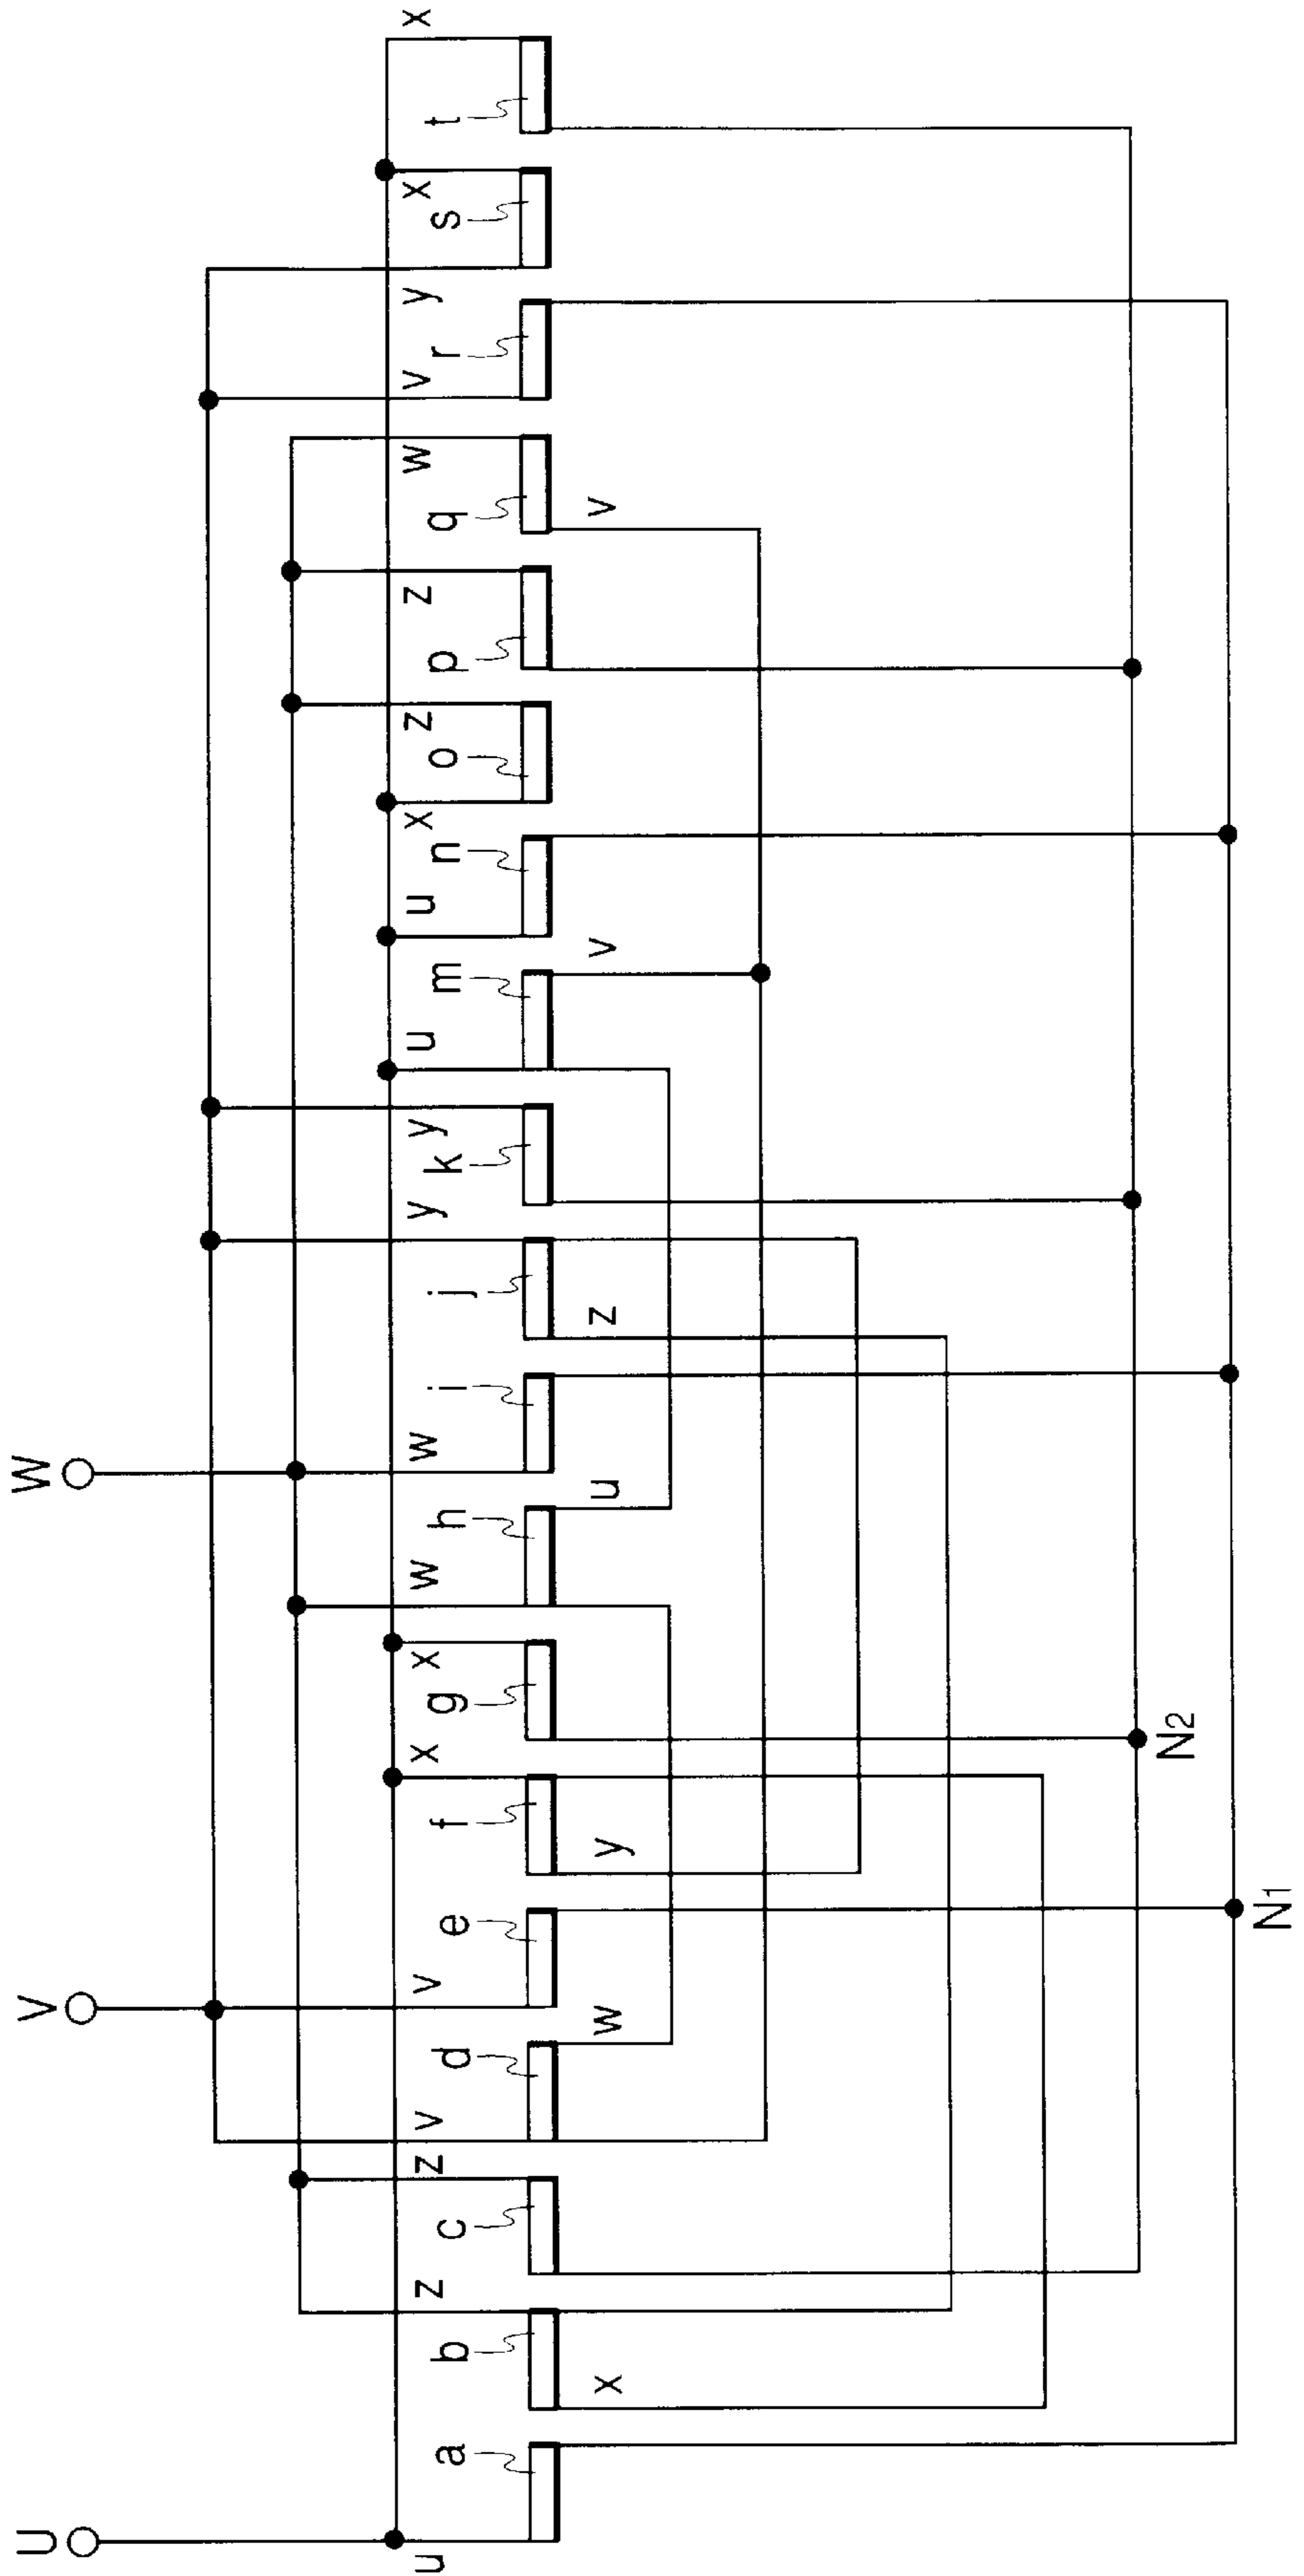 U V W
u z z v v x x w w y y u u x z z w v y x x
a b c d e f g h i j k m n o p q r s t
x w y u z v v
N2
N1